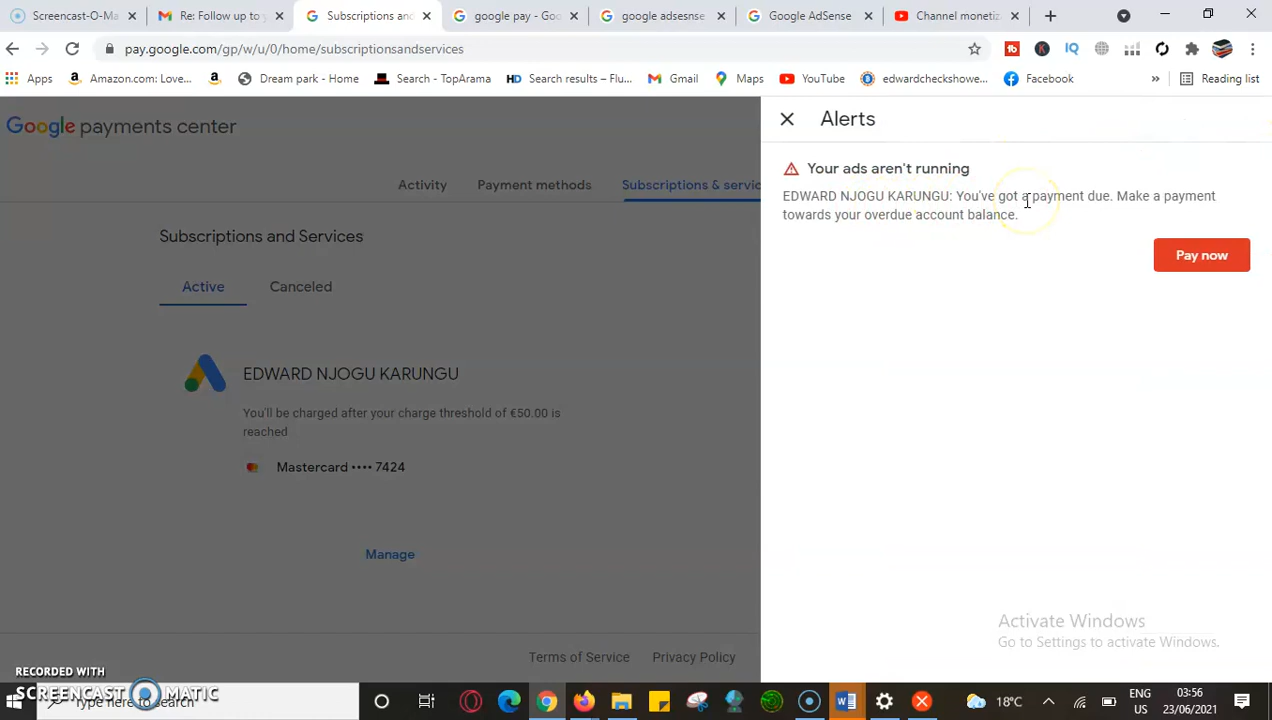 Screencast-O-Ma
Re: Follow up to y
Subscriptions and
google pay - Goo
google adsesnse
Google AdSense
Channel monetiz
pay.google.com/gp/w/u/0/home/subscriptionsandservices
Apps
Amazon.com: Love...
Dream park - Home
Search - TopArama
Search results – Flu...
Gmail
Maps
YouTube
edwardcheckshowe...
Facebook
»
Reading list
Google payments center
Alerts
Activity
Payment methods
Subscriptions & servic
Your ads aren't running
EDWARD NJOGU KARUNGU: You've got a payment due. Make a payment
towards your overdue account balance.
Pay now
Subscriptions and Services
Active
Canceled
EDWARD NJOGU KARUNGU
You'll be charged after your charge threshold of €50.00 is
reached
Mastercard •••• 7424
Manage
Activate Windows
Go to Settings to activate Windows.
Terms of Service
Privacy Policy
RECORDED WITH
SCREENCAST MATIC
Type here to search
18°C
ENG
US
03:56
23/06/2021